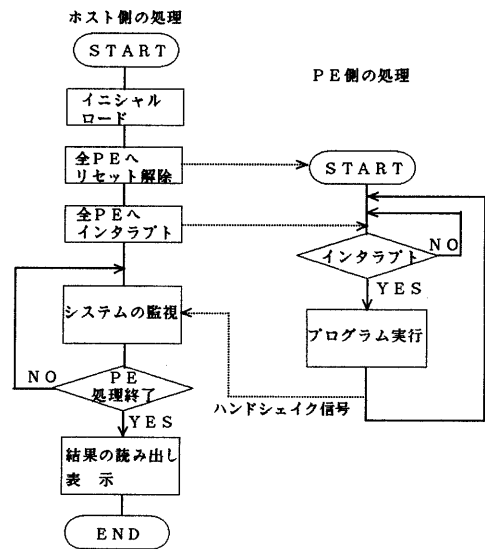 ホスト側の処理
START
イニシャル
ロード
全PEへ
リセット解除
全PEへ
インタラプト
システムの監視
NO
PE
処理終了
YES
結果の読み出し
表 示
END
PE側の処理
START
NO
インタラプト
YES
プログラム実行
ハンドシェイク信号